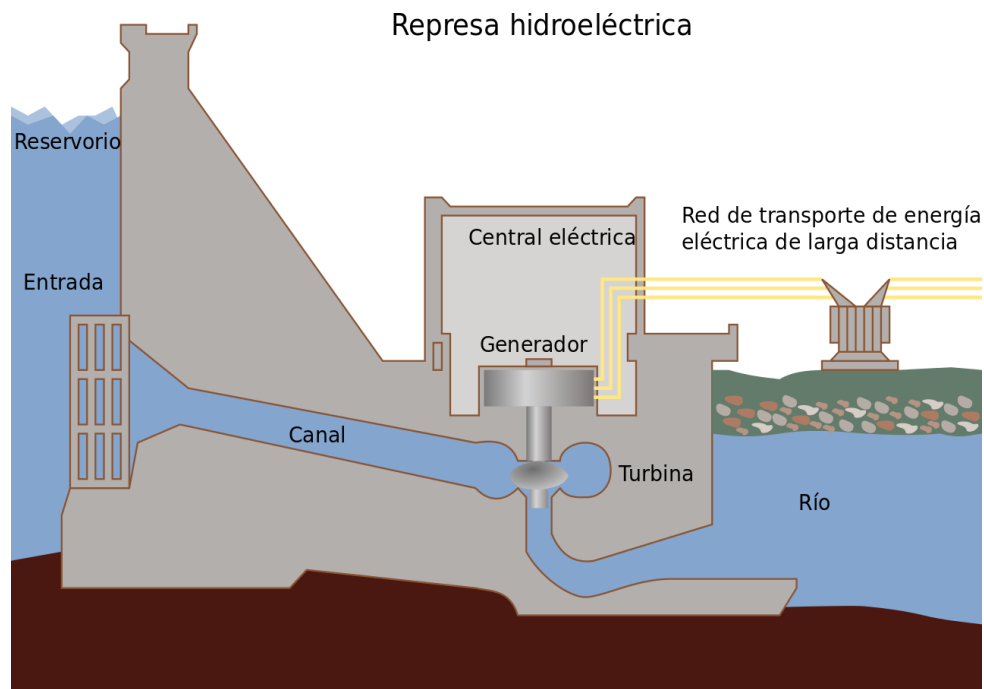 Represa hidroeléctrica
Reservorio
Red de transporte de energía
eléctrica de larga distancia
Central eléctrica
Entrada
Generador
Canal
Turbina
Río